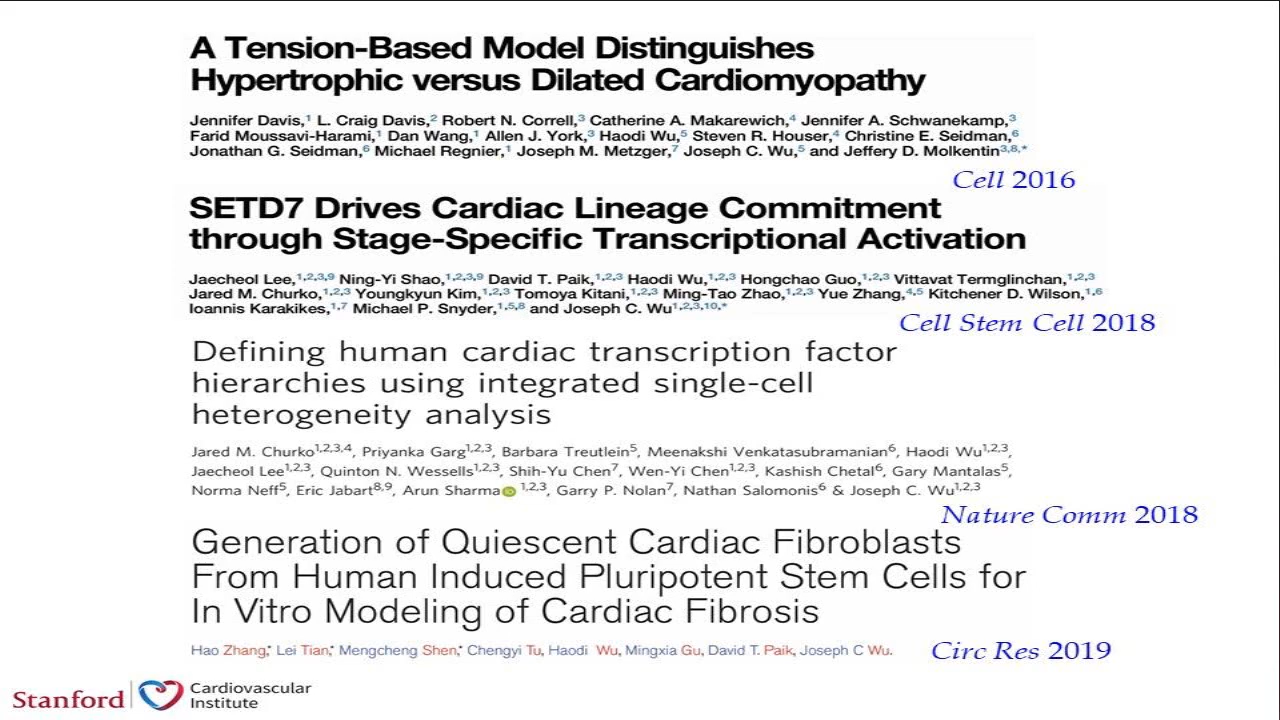 A Tension-Based Model Distinguishes
Hypertrophic versus Dilated Cardiomyopathy
Jennifer Davis,1 L. Craig Davis,2 Robert N. Correll,3 Catherine A. Makarewich,4 Jennifer A. Schwanekamp,3
Farid Moussavi-Harami,1 Dan Wang,1 Allen J. York,3 Haodi Wu,5 Steven R. Houser,4 Christine E. Seidman,6
Jonathan G. Seidman,6 Michael Regnier,1 Joseph M. Metzger,7 Joseph C. Wu,5 and Jeffery D. Molkentin3,8,*
Cell 2016
SETD7 Drives Cardiac Lineage Commitment
through Stage-Specific Transcriptional Activation
Jaecheol Lee,1,2,3,9 Ning-Yi Shao,1,2,3,9 David T. Paik,1,2,3 Haodi Wu,1,2,3 Hongchao Guo,1,2,3 Vittavat Termglinchan,1,2,3
Jared M. Churko,1,2,3 Youngkyun Kim,1,2,3 Tomoya Kitani,1,2,3 Ming-Tao Zhao,1,2,3 Yue Zhang,4,5 Kitchener D. Wilson,1,6
Ioannis Karakikes,1,7 Michael P. Snyder,1,5,8 and Joseph C. Wu1,2,3,10,*
Cell Stem Cell 2018
Defining human cardiac transcription factor
hierarchies using integrated single-cell
heterogeneity analysis
Jared M. Churko1,2,3,4, Priyanka Garg1,2,3, Barbara Treutlein5, Meenakshi Venkatasubramanian6, Haodi Wu1,2,3,
Jaecheol Lee1,2,3, Quinton N. Wessells1,2,3, Shih-Yu Chen7, Wen-Yi Chen1,2,3, Kashish Chetal6, Gary Mantalas5,
Norma Neff5, Eric Jabart8,9, Arun Sharma 1,2,3, Garry P. Nolan7, Nathan Salomonis6 & Joseph C. Wu1,2,3
Nature Comm 2018
Generation of Quiescent Cardiac Fibroblasts
From Human Induced Pluripotent Stem Cells for
In Vitro Modeling of Cardiac Fibrosis
Hao Zhang,* Lei Tian,* Mengcheng Shen,* Chengyi Tu, Haodi Wu, Mingxia Gu, David T. Paik, Joseph C Wu.
Circ Res 2019
Stanford
Cardiovascular
Institute